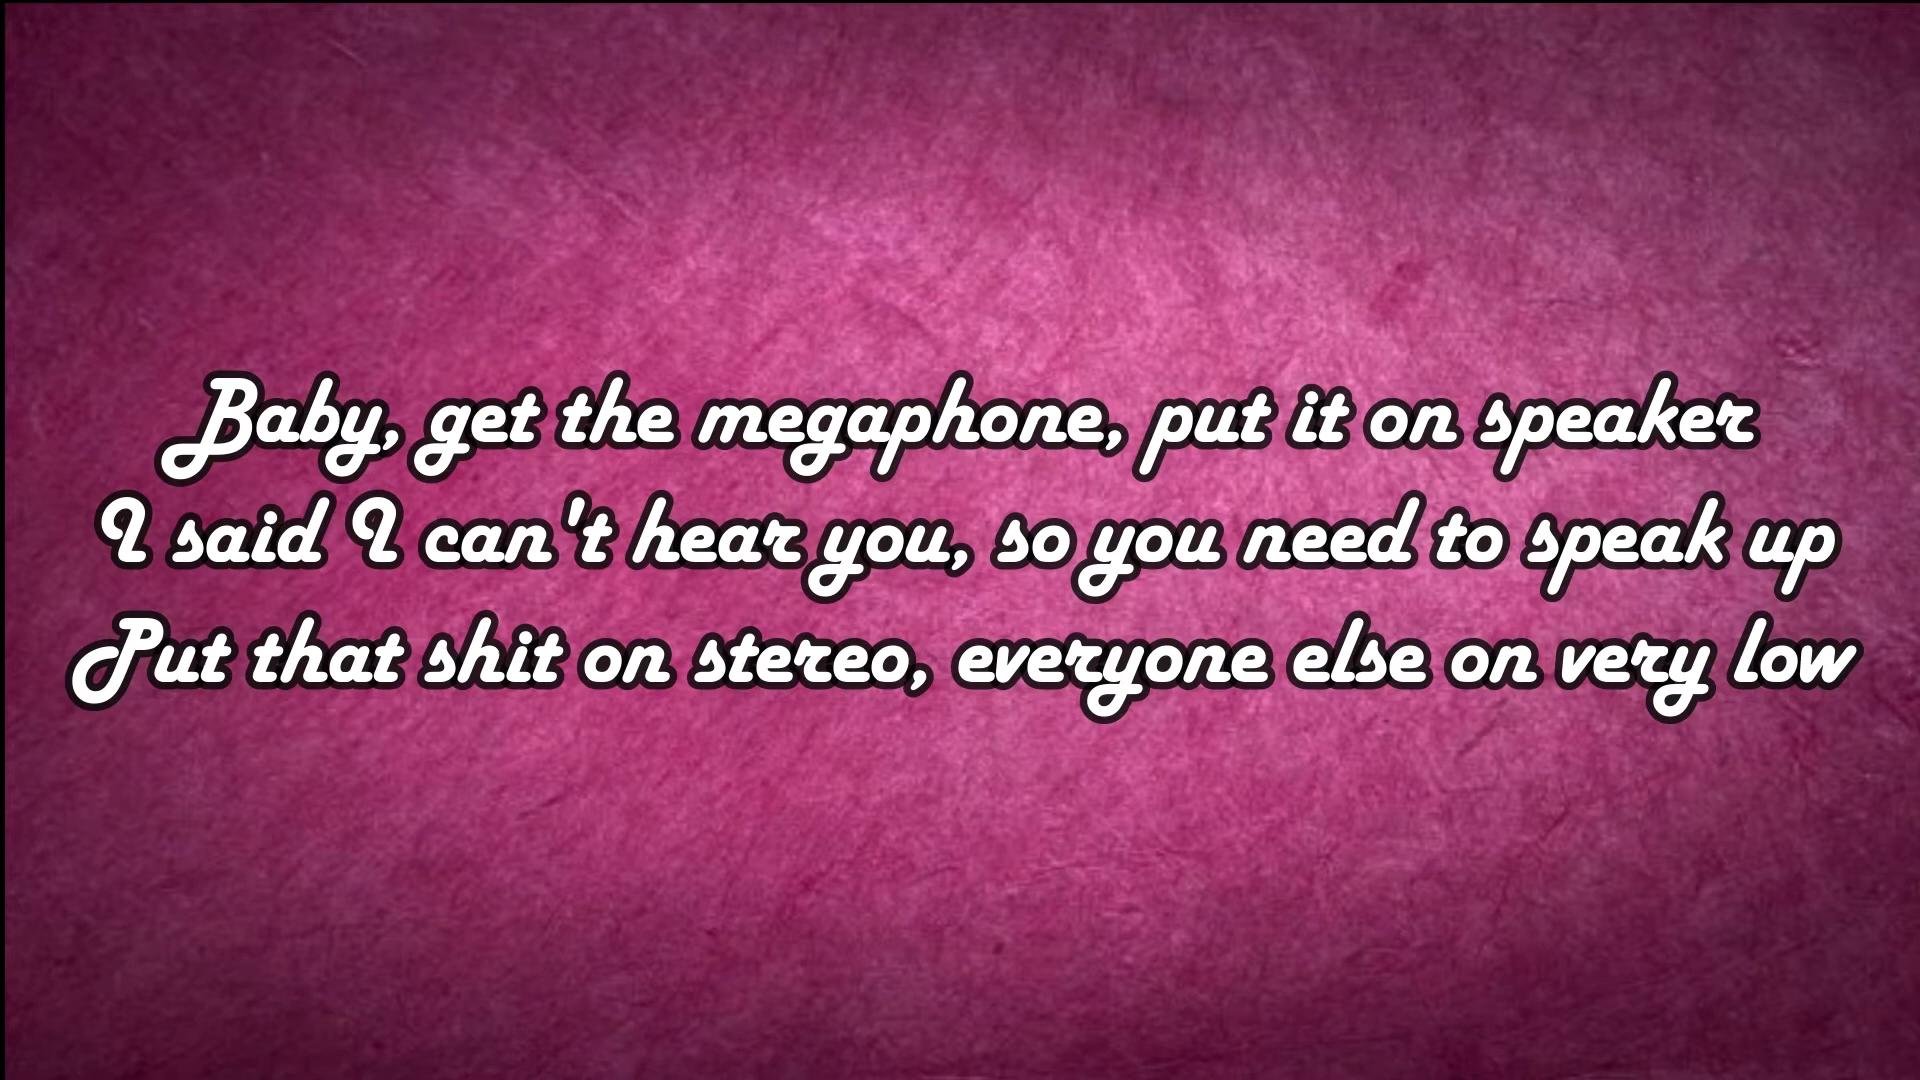 Baby, get the megaphone, put it on speaker
I said I can't hear you, so you need to speak up
Put that shit on stereo, everyone else on very low